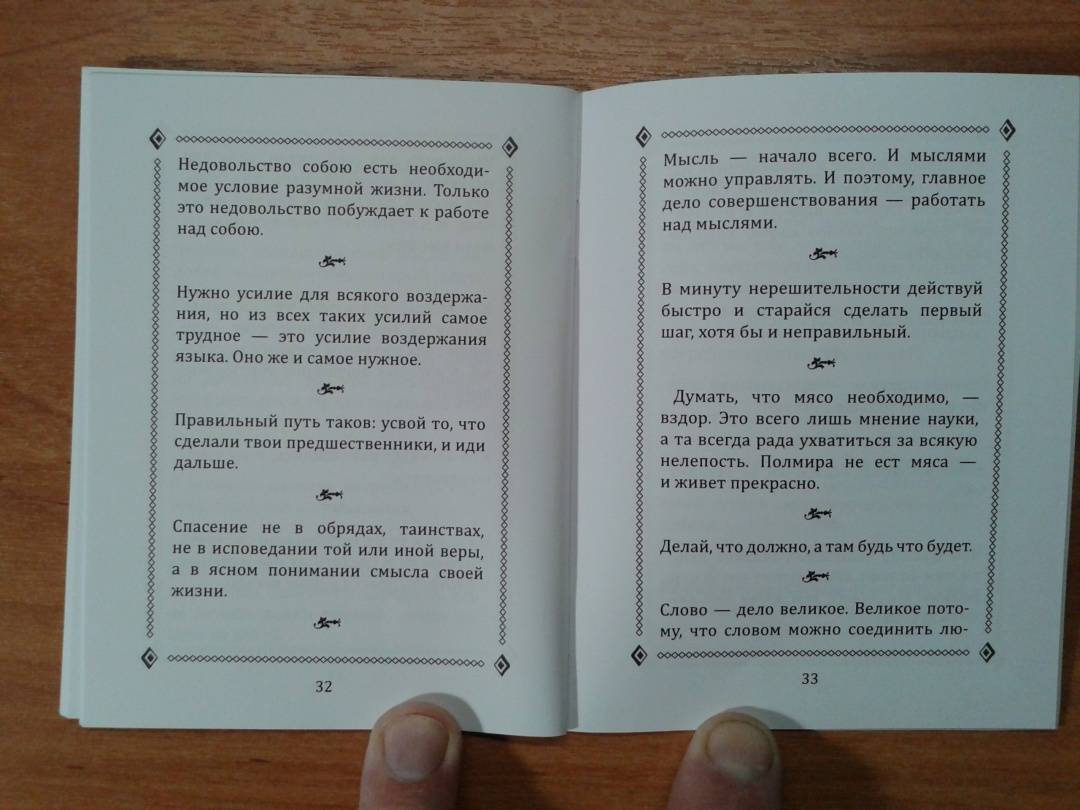 Недовольство собою есть необходи-
мое условие разумной жизни. Только
это недовольство побуждает к работе
над собою.
Нужно усилие для всякого воздержа-
ния, но из всех таких усилий самое
трудное — это усилие воздержания
языка. Оно же и самое нужное.
Правильный путь таков: усвой то, что
сделали твои предшественники, и иди
дальше.
Спасение не в обрядах, таинствах,
не в исповедании той или иной веры,
а в ясном понимании смысла своей
жизни.
32
Мысль — начало всего. И мыслями
можно управлять. И поэтому, главное
дело совершенствования — работать
над мыслями.
В минуту нерешительности действуй
быстро и старайся сделать первый
шаг, хотя бы и неправильный.
Думать, что мясо необходимо, —
вздор. Это всего лишь мнение науки,
а та всегда рада ухватиться за всякую
нелепость. Полмира не ест мяса —
и живет прекрасно.
Делай, что должно, а там будь что будет.
Слово — дело великое. Великое пото-
му, что словом можно соединить лю-
33